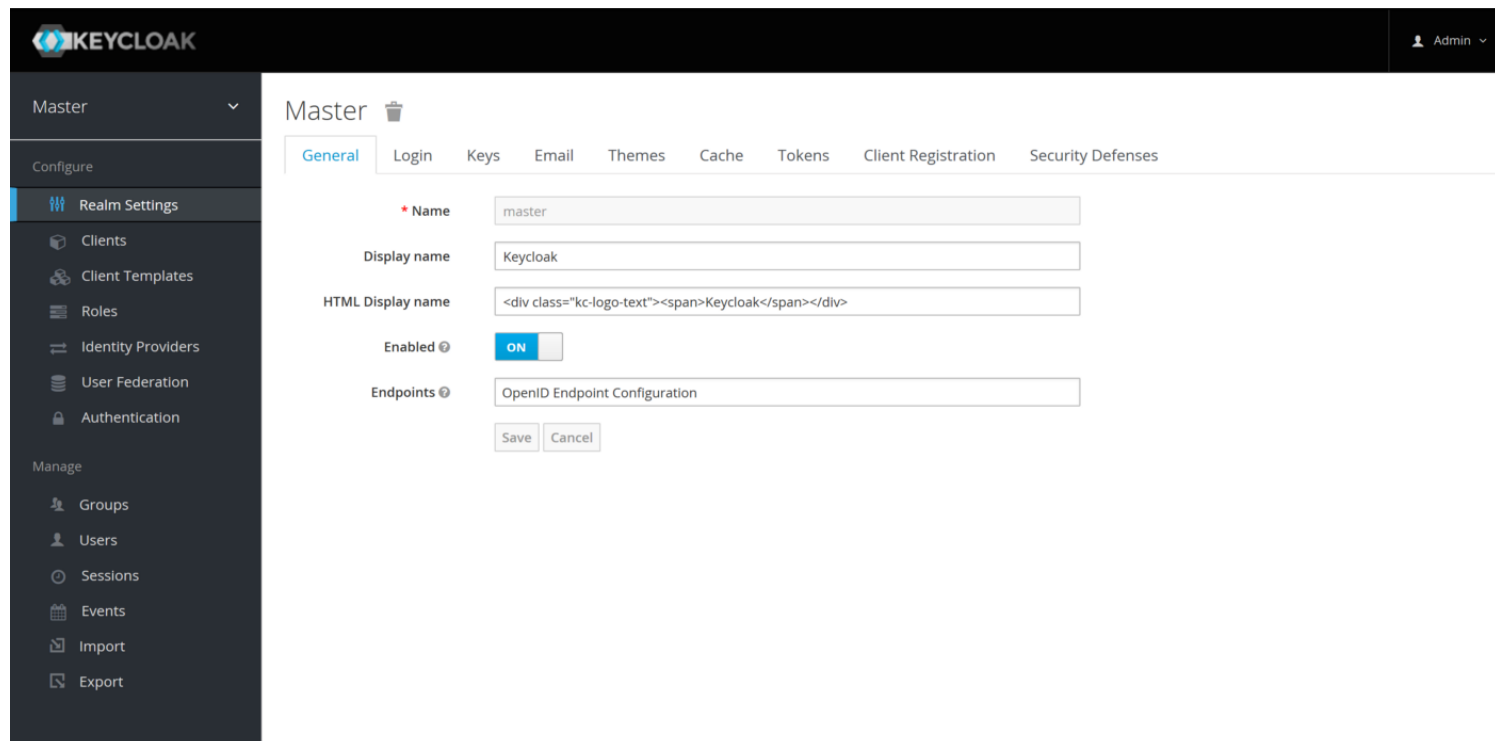 KEYCLOAK
Admin
Master
Configure
Realm Settings
Clients
Client Templates
Roles
Identity Providers
User Federation
Authentication
Manage
Groups
Users
Sessions
Events
Import
Export
Master
General Login Keys Email Themes Cache Tokens Client Registration Security Defenses
* Name master
Display name Keycloak
HTML Display name <div class="kc-logo-text"><span>Keycloak</span></div>
Enabled ON
Endpoints OpenID Endpoint Configuration
Save Cancel